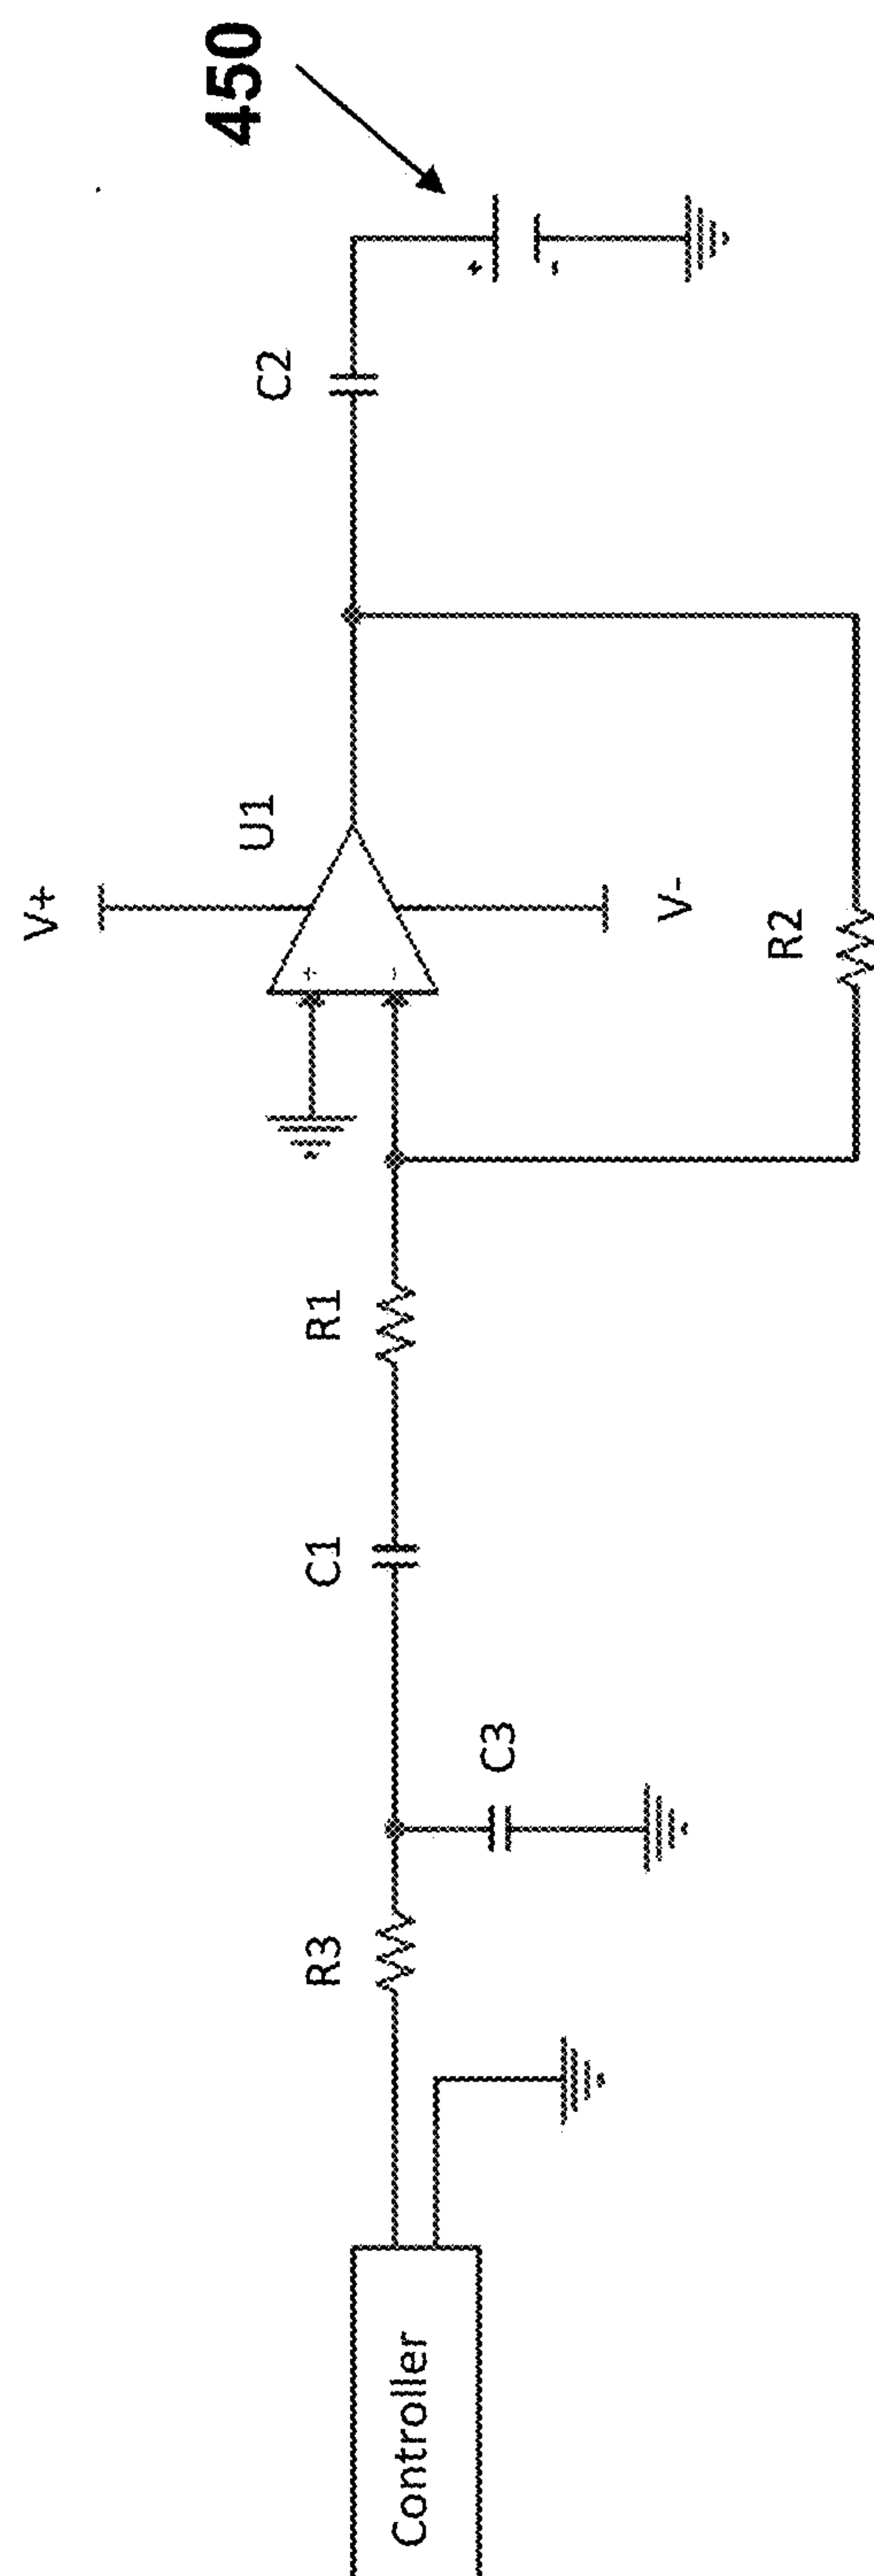 Controller
R3
C3
C1
R1
+
-
V+
U1
V-
R2
C2
+
-
450